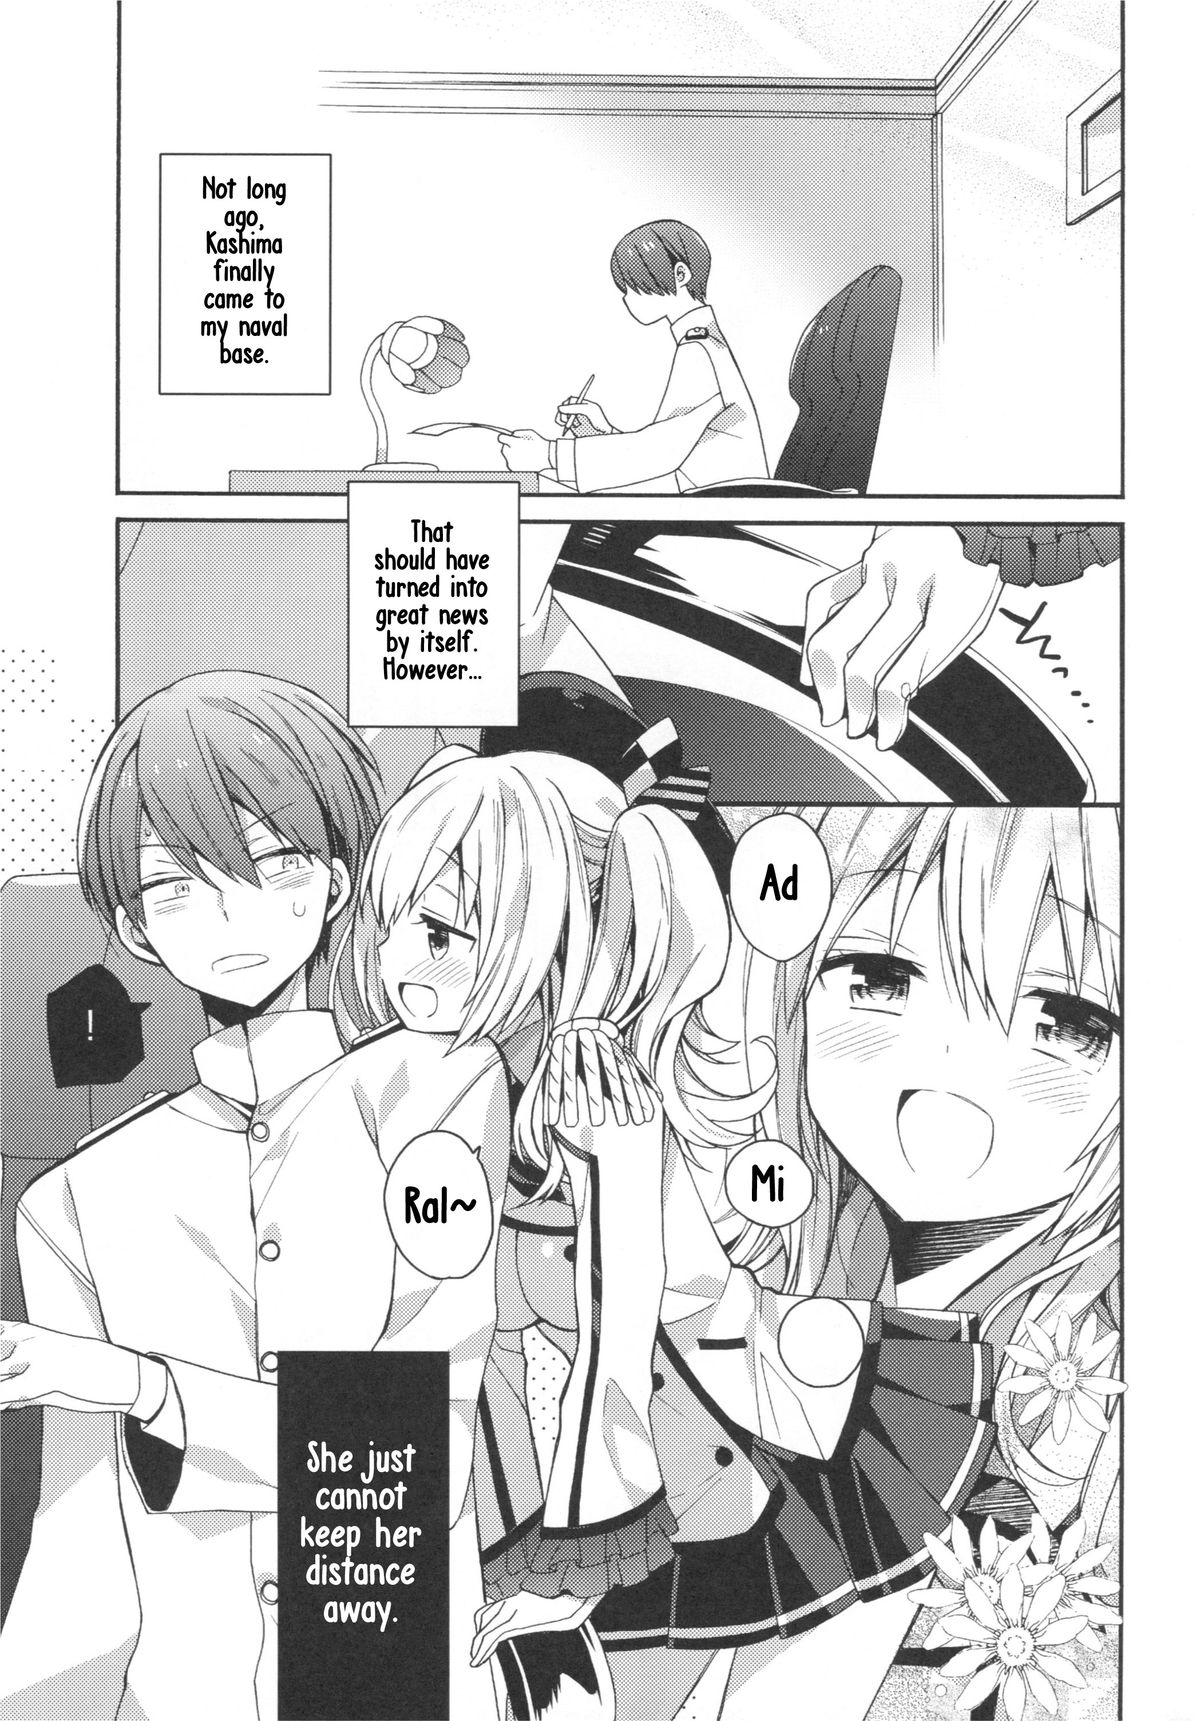 Not long
ago,
Kashima
finally
came to
my naval
base.
That
should have
turned into
great news
by itself.
However...
Ad
Mi
Ral~
!
She just
cannot
keep her
distance
away.